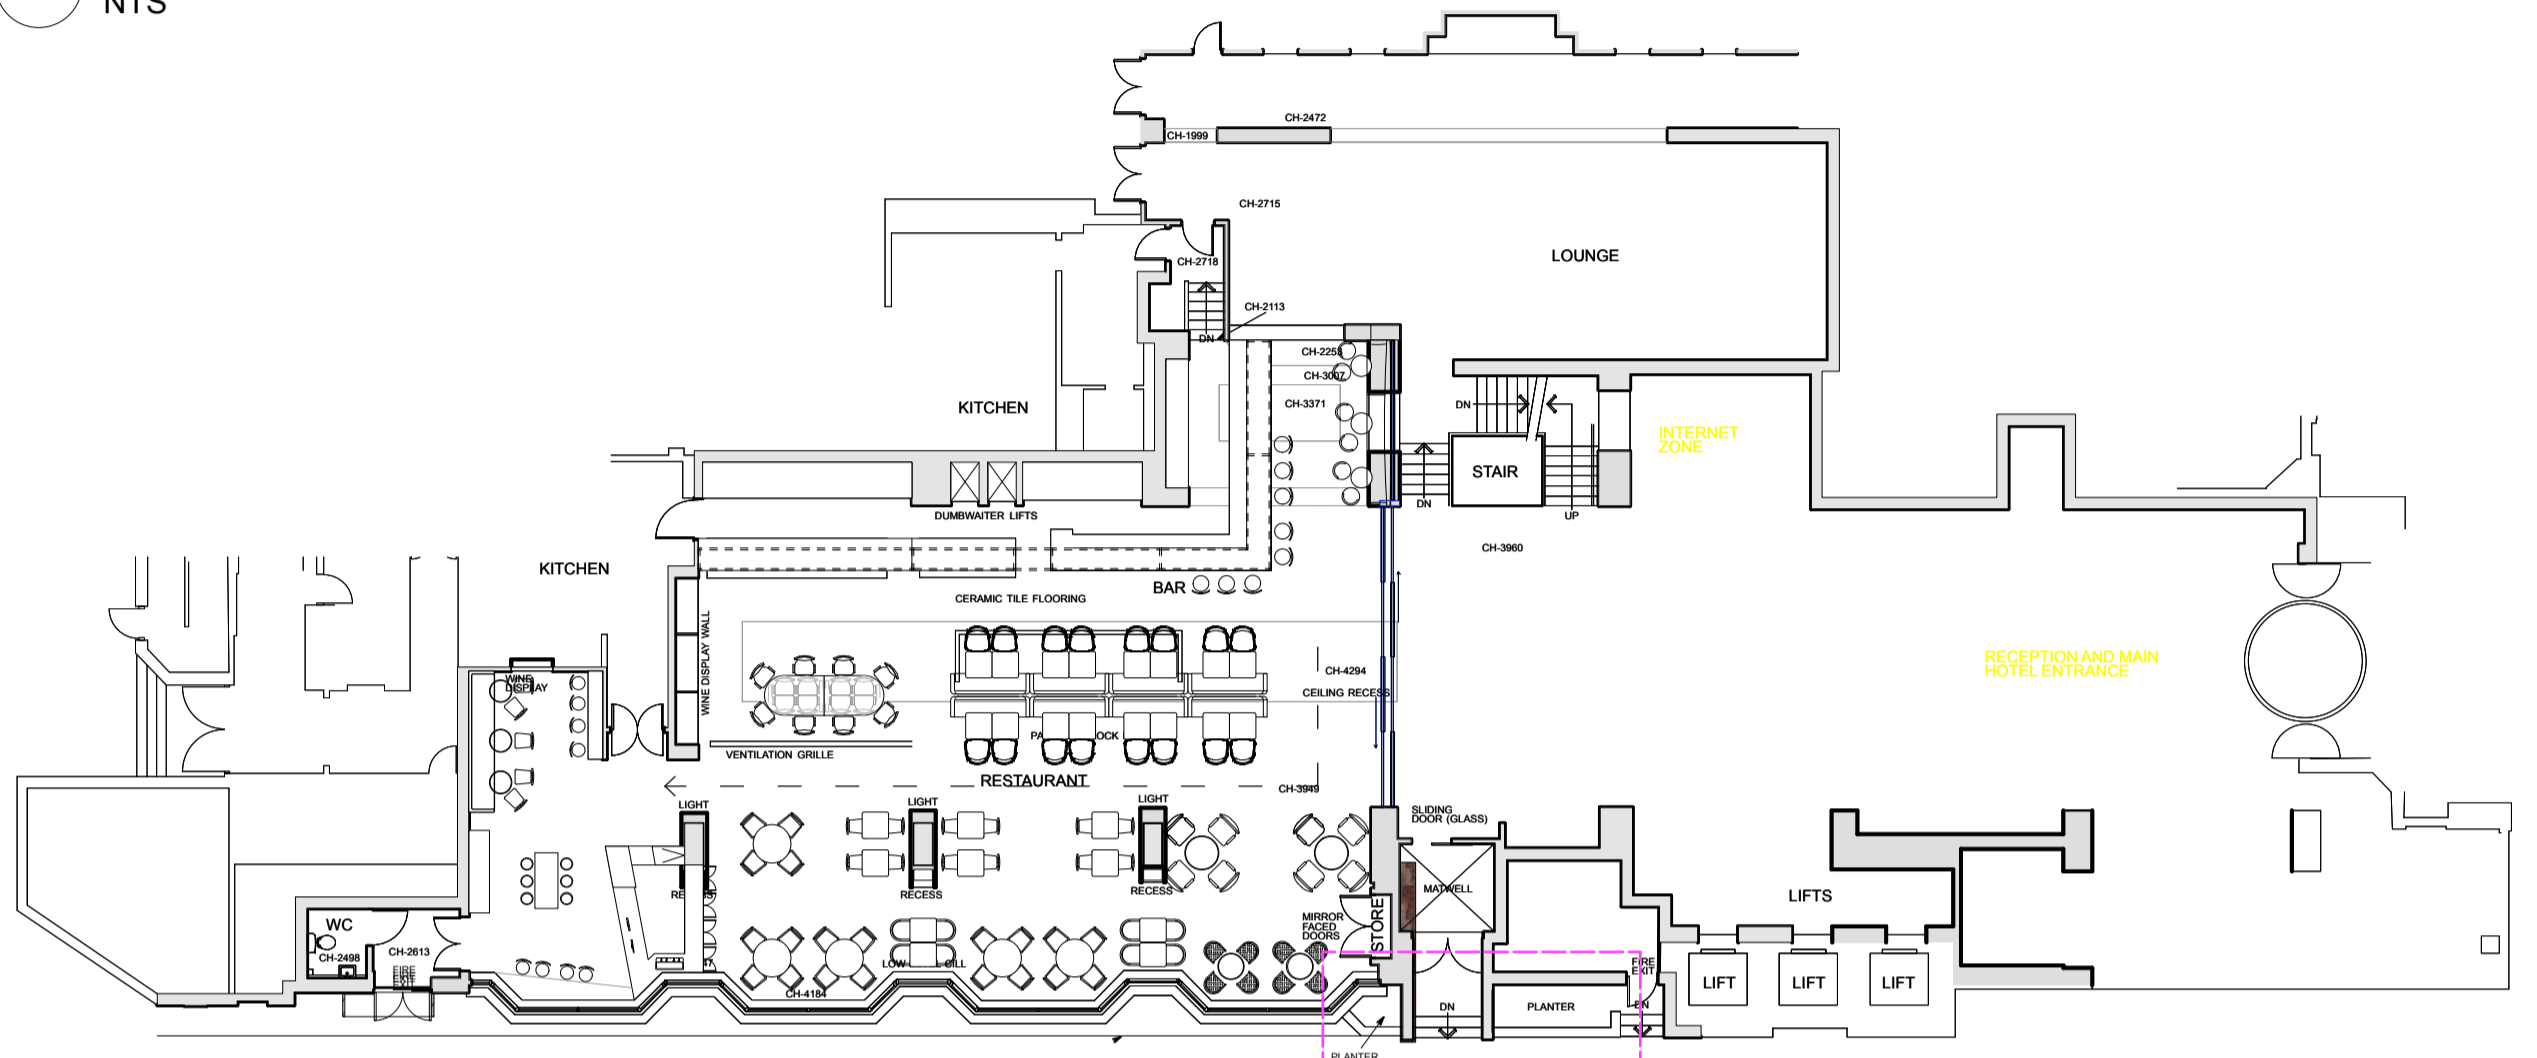 NTS
CH-2472
CH-1999
CH-2715
LOUNGE
CH-2718
CH-2113
DN
CH-2253
CH-3007
CH-3371
KITCHEN
DN
INTERNET
ZONE
STAIR
DN
UP
DUMBWAITER LIFTS
CH-3960
KITCHEN
BAR
CERAMIC TILE FLOORING
WINE DISPLAY WALL
RECEPTION AND MAIN
HOTEL ENTRANCE
CH-4294
CEILING RECESS
WINE
DISPLAY
VENTILATION GRILLE
RESTAURANT
CH-3949
LIGHT
LIGHT
LIGHT
SLIDING
DOOR (GLASS)
RECESS
RECESS
MATWELL
LIFTS
STORE
MIRROR
FACED
DOORS
WC
CH-2498
CH-2613
FIRE
EXIT
FIRE
EXIT
LIFT
LIFT
LIFT
CH-4184
DN
PLANTER
DN
PLANTER